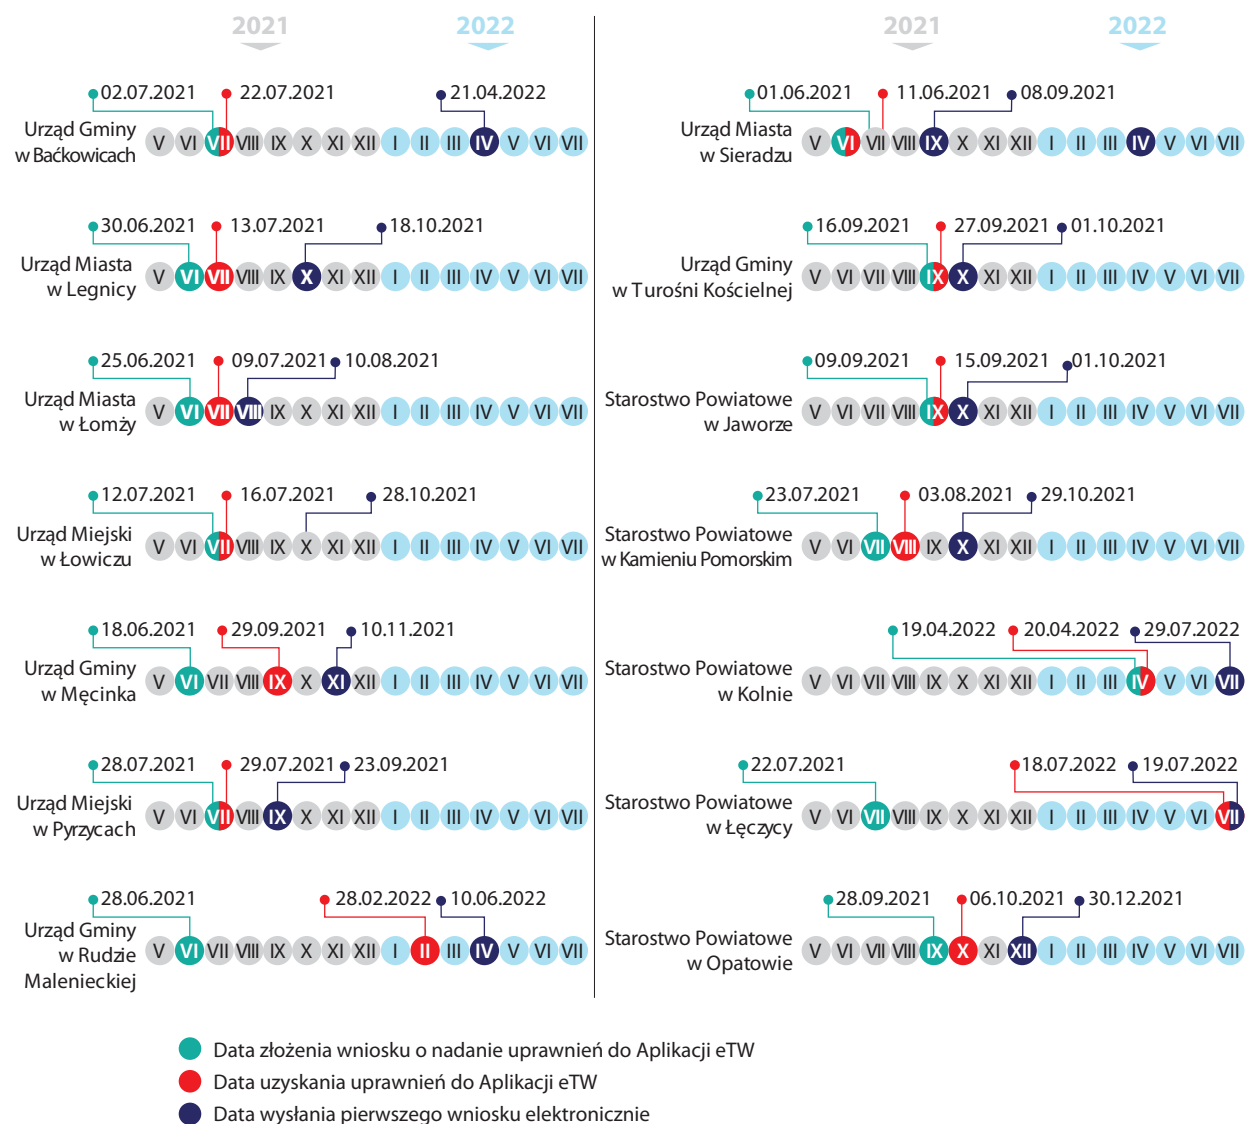 2021 2022
02.07.2021 22.07.2021 21.04.2022
Urząd Gminy
w Baćkowicach
V VI VII VIII IX X XI XII I II III IV V VI VII
30.06.2021 13.07.2021 18.10.2021
Urząd Miasta
w Legnicy
V VI VII VIII IX X XI XII I II III IV V VI VII
25.06.2021 09.07.2021 10.08.2021
Urząd Miasta
w Łomży
V VI VII VIII IX X XI XII I II III IV V VI VII
12.07.2021 16.07.2021 28.10.2021
Urząd Miejski
w Łowiczu
V VI VII VIII IX X XI XII I II III IV V VI VII
18.06.2021 29.09.2021 10.11.2021
Urząd Gminy
w Męcinka
V VI VII VIII IX X XI XII I II III IV V VI VII
28.07.2021 29.07.2021 23.09.2021
Urząd Miejski
w Pyrzycach
V VI VII VIII IX X XI XII I II III IV V VI VII
28.06.2021 28.02.2022 10.06.2022
Urząd Gminy
w Rudzie
Malenieckiej
V VI VII VIII IX X XI XII I II III IV V VI VII
2021 2022
01.06.2021 11.06.2021 08.09.2021
Urząd Miasta
w Sieradzu
V VI VII VIII IX X XI XII I II III IV V VI VII
16.09.2021 27.09.2021 01.10.2021
Urząd Gminy
w Turośni Kościelnej
V VI VII VIII IX X XI XII I II III IV V VI VII
09.09.2021 15.09.2021 01.10.2021
Starostwo Powiatowe
w Jaworze
V VI VII VIII IX X XI XII I II III IV V VI VII
23.07.2021 03.08.2021 29.10.2021
Starostwo Powiatowe
w Kamieniu Pomorskim
V VI VII VIII IX X XI XII I II III IV V VI VII
19.04.2022 20.04.2022 29.07.2022
Starostwo Powiatowe
w Kolnie
V VI VII VIII IX X XI XII I II III IV V VI VII
22.07.2021 18.07.2022 19.07.2022
Starostwo Powiatowe
w Łęczycy
V VI VII VIII IX X XI XII I II III IV V VI VII
28.09.2021 06.10.2021 30.12.2021
Starostwo Powiatowe
w Opatowie
V VI VII VIII IX X XI XII I II III IV V VI VII
Data złożenia wniosku o nadanie uprawnień do Aplikacji eTW
Data uzyskania uprawnień do Aplikacji eTW
Data wysłania pierwszego wniosku elektronicznie